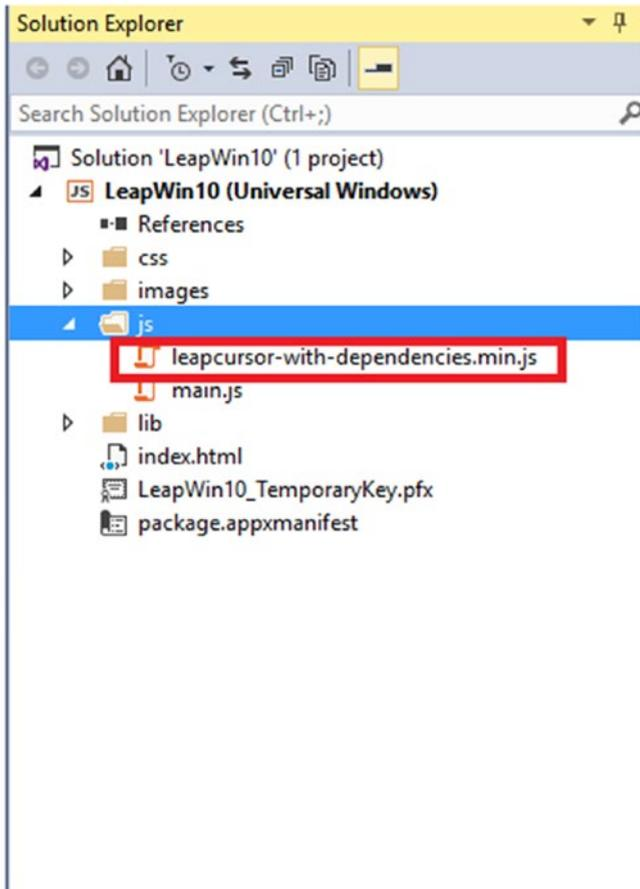 Solution Explorer
Search Solution Explorer (Ctrl+;)
Solution 'LeapWin10' (1 project)
JS LeapWin10 (Universal Windows)
References
css
images
js
leapcursor-with-dependencies.min.js
main.js
lib
index.html
LeapWin10_TemporaryKey.pfx
package.appxmanifest